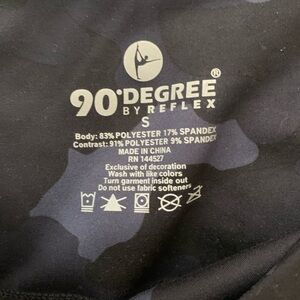 90°DEGREE®
BY REFLEX
S
Body: 83% POLYESTER 17% SPANDEX
Contrast: 91% POLYESTER 9% SPANDEX
MADE IN CHINA
RN 144527
Exclusive of decoration
Wash with like colors
Turn garment inside out
Do not use fabric softeners